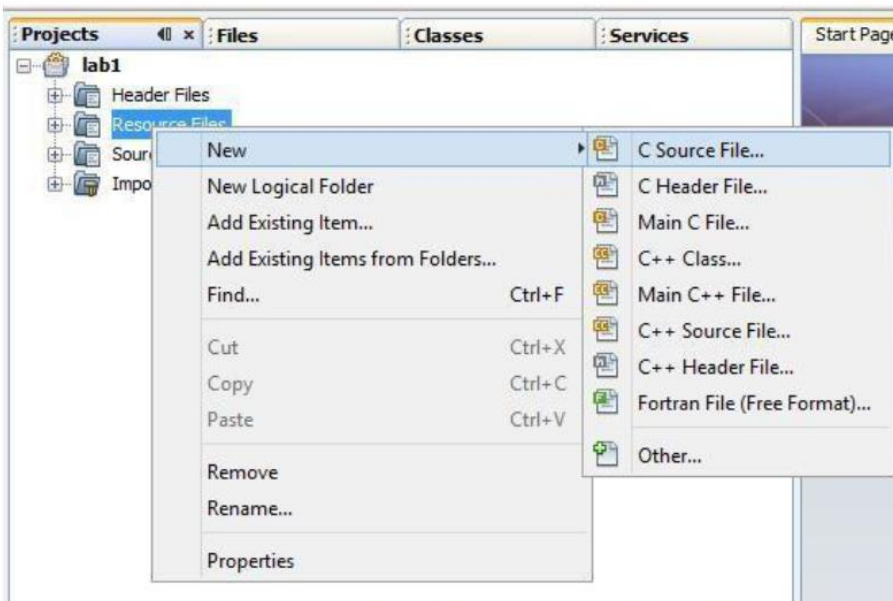 Projects
Files
Classes
Services
Start Page
lab1
Header Files
Resource Files
Sour
Impo
New
New Logical Folder
Add Existing Item...
Add Existing Items from Folders...
Find... Ctrl+F
Cut Ctrl+X
Copy Ctrl+C
Paste Ctrl+V
Remove
Rename...
Properties
C Source File...
C Header File...
Main C File...
C++ Class...
Main C++ File...
C++ Source File...
C++ Header File...
Fortran File (Free Format)...
Other...